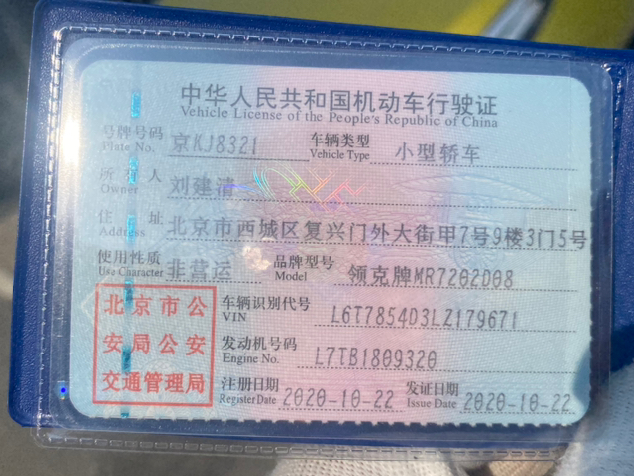 中华人民共和国机动车行驶证
Vehicle License of the People's Republic of China
号牌号码 Plate No. 京KJ8321 车辆类型 Vehicle Type 小型轿车
所有人 Owner 刘建清
住址 Address 北京市西城区复兴门外大街甲7号9楼3门5号
使用性质 Use Character 非营运 品牌型号 Model 领克牌MR7202D08
北京市公安局公安交通管理局
车辆识别代号 VIN L6T7854D3LZ179671
发动机号码 Engine No. L7TB1809320
注册日期 Register Date 2020-10-22 发证日期 Issue Date 2020-10-22